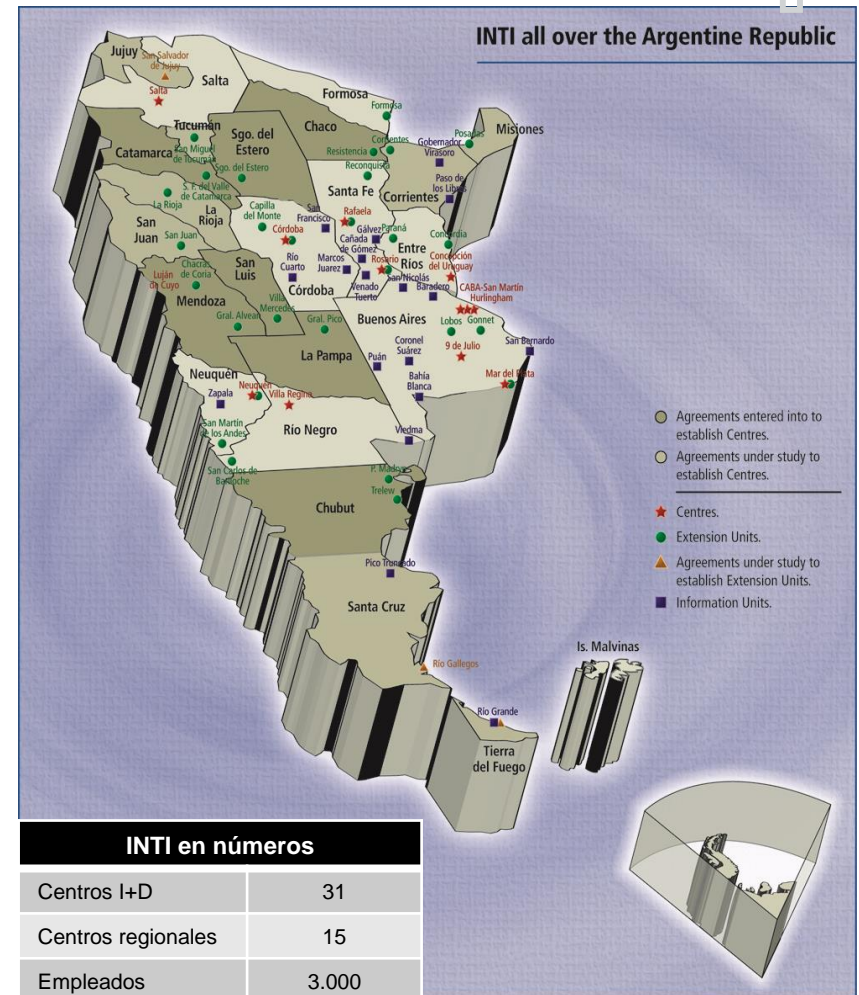 INTI all over the Argentine Republic
Jujuy
San Salvador
de Jujuy
Salta
Salta
Formosa
Formosa
Chaco
Tucumán
San Miguel
de Tucumán
Sgo. del
Estero
Sgo. del Estero
Catamarca
S. F. del Valle
de Catamarca
Resistencia
Corrientes
Reconquista
Gobernador
Virasoro
Posadas
Misiones
Paso de
los Libres
Corrientes
Santa Fe
La Rioja
La
Rioja
Capilla
del Monte
San
Francisco
Rafaela
Córdoba
Gálvez
Paraná
Cañada
de Gómez
Entre
Ríos
Concordia
Concepción
del Uruguay
San
Juan
San Juan
Río
Cuarto
Marcos
Juarez
Rosario
San Nicolás
Venado
Tuerto
Baradero
Córdoba
CABA-San Martín
Hurlingham
Chacras
de Coria
Luján
de Cuyo
San
Luis
Mendoza
Villa
Mercedes
Gral. Alvear
Gral. Pico
Buenos Aires
Lobos
Gonnet
San Bernardo
9 de Julio
Coronel
Suárez
Puán
La Pampa
Bahía
Blanca
Mar del Plata
Neuquén
Zapala
Neuquén
Villa Regina
Río Negro
Viedma
San Martín
de los Andes
San Carlos de
Bariloche
P. Madryn
Trelew
Chubut
Pico Truncado
Santa Cruz
Río Gallegos
Río Grande
Tierra
del Fuego
Is. Malvinas
Agreements entered into to
establish Centres.
Agreements under study to
establish Centres.
Centres.
Extension Units.
Agreements under study to
establish Extension Units.
Information Units.
INTI en números
Centros I+D 31
Centros regionales 15
Empleados 3.000